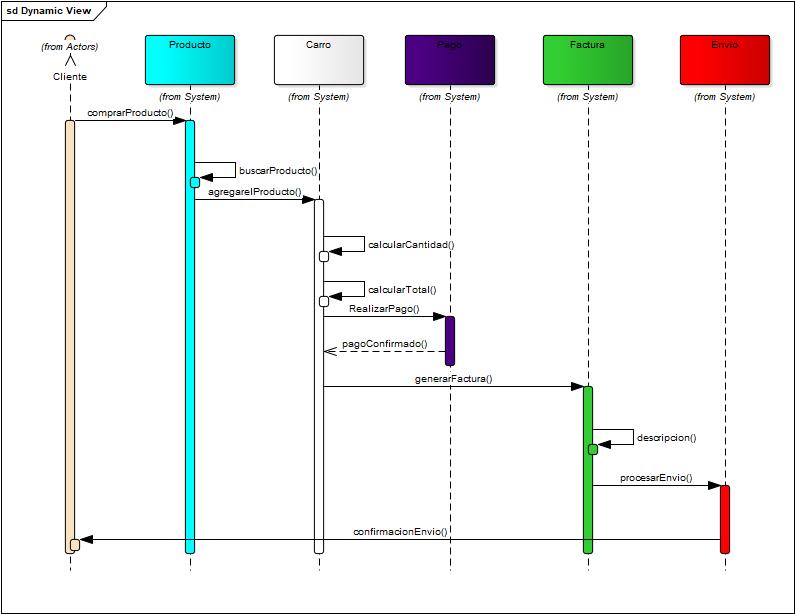 sd Dynamic View
(from Actors)
Cliente
Producto
Carro
Pago
Factura
Envio
(from System)
(from System)
(from System)
(from System)
(from System)
comprarProducto()
buscarProducto()
agregarelProducto()
calcularCantidad()
calcularTotal()
RealizarPago()
pagoConfirmado()
generarFactura()
descripcion()
procesarEnvio()
confirmacionEnvio()